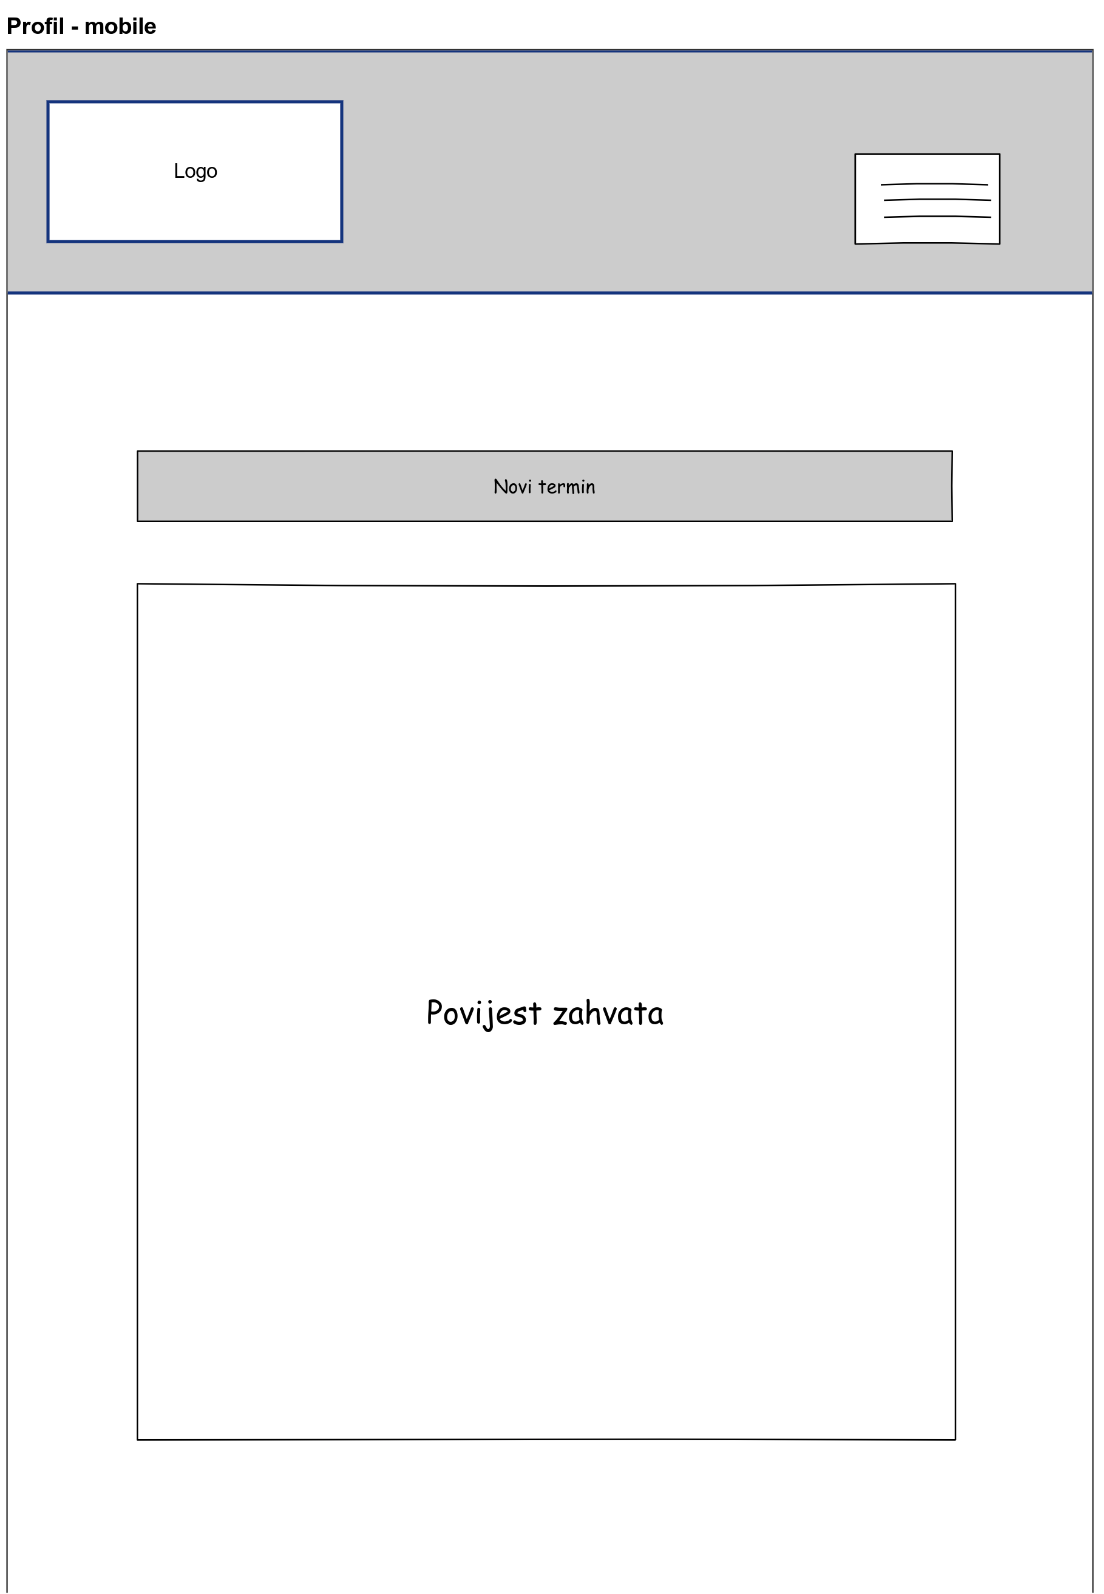 Profil - mobile
Logo
Novi termin
Povijest zahvata